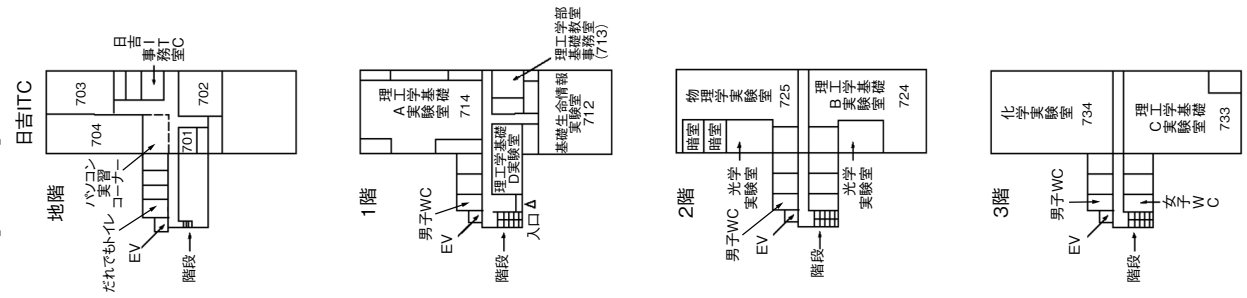 日吉ITC
地階
704
703
日吉IT
事務室C
702
701
パソコン
実習
コーナー
だれでもトイレ
EV
階段
1階
理工学基礎
A実験室
714
理工学部
基礎教室
事務室
(713)
基礎生命情報
実験室
712
理工学基礎
D実験室
男子WC
EV
階段
入口
2階
暗室
暗室
物理学実験室
725
理工学基礎
B実験室
724
光学
実験室
光学
実験室
男子WC
EV
階段
3階
化学実験室
734
理工学基礎
C実験室
733
男子WC
女子WC
EV
階段